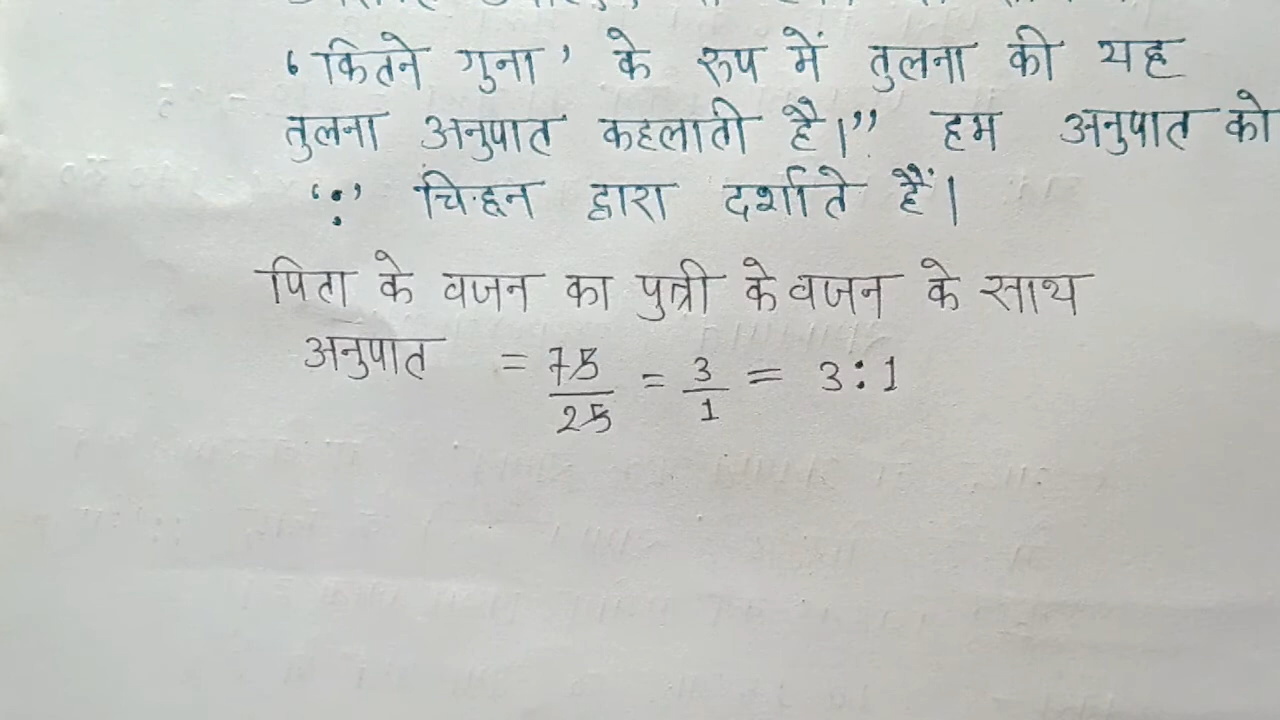 ‘कितने गुना’ के रूप में तुलना की यह
तुलना अनुपात कहलाती है।” हम अनुपात को
‘:’ चिह्न द्वारा दर्शाते हैं।
पिता के वजन का पुत्री के वजन के साथ
अनुपात = 75/25 = 3/1 = 3:1